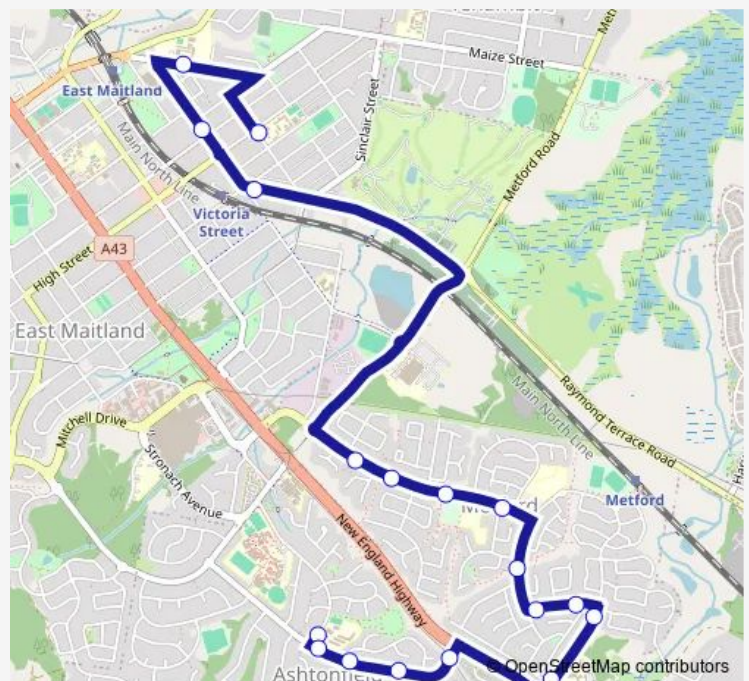 Maize Street
East Maitland
Sinclair Street
Metford Road
Main North Line
Victoria
Street
A43
High Street
East Maitland
Mitchell Drive
Stronach Avenue
Main North Line
Raymond Terrace Road
Metford
New England Highway
Ashtonfield
© OpenStreetMap contributors